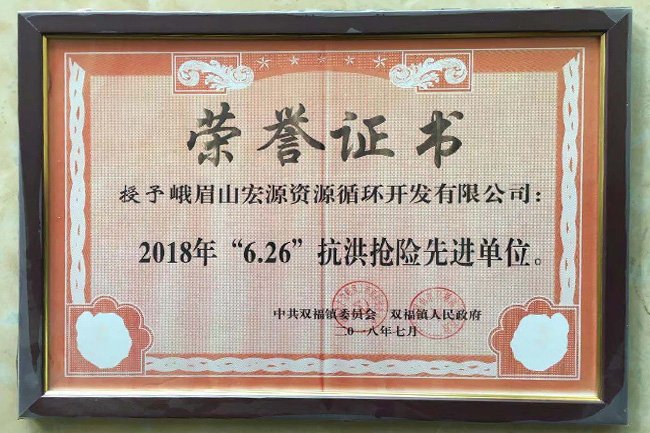 荣誉证书
授予峨眉山宏源资源循环开发有限公司：
2018年“6.26”抗洪抢险先进单位。
中共双福镇委员会 双福镇人民政府
二〇一八年七月